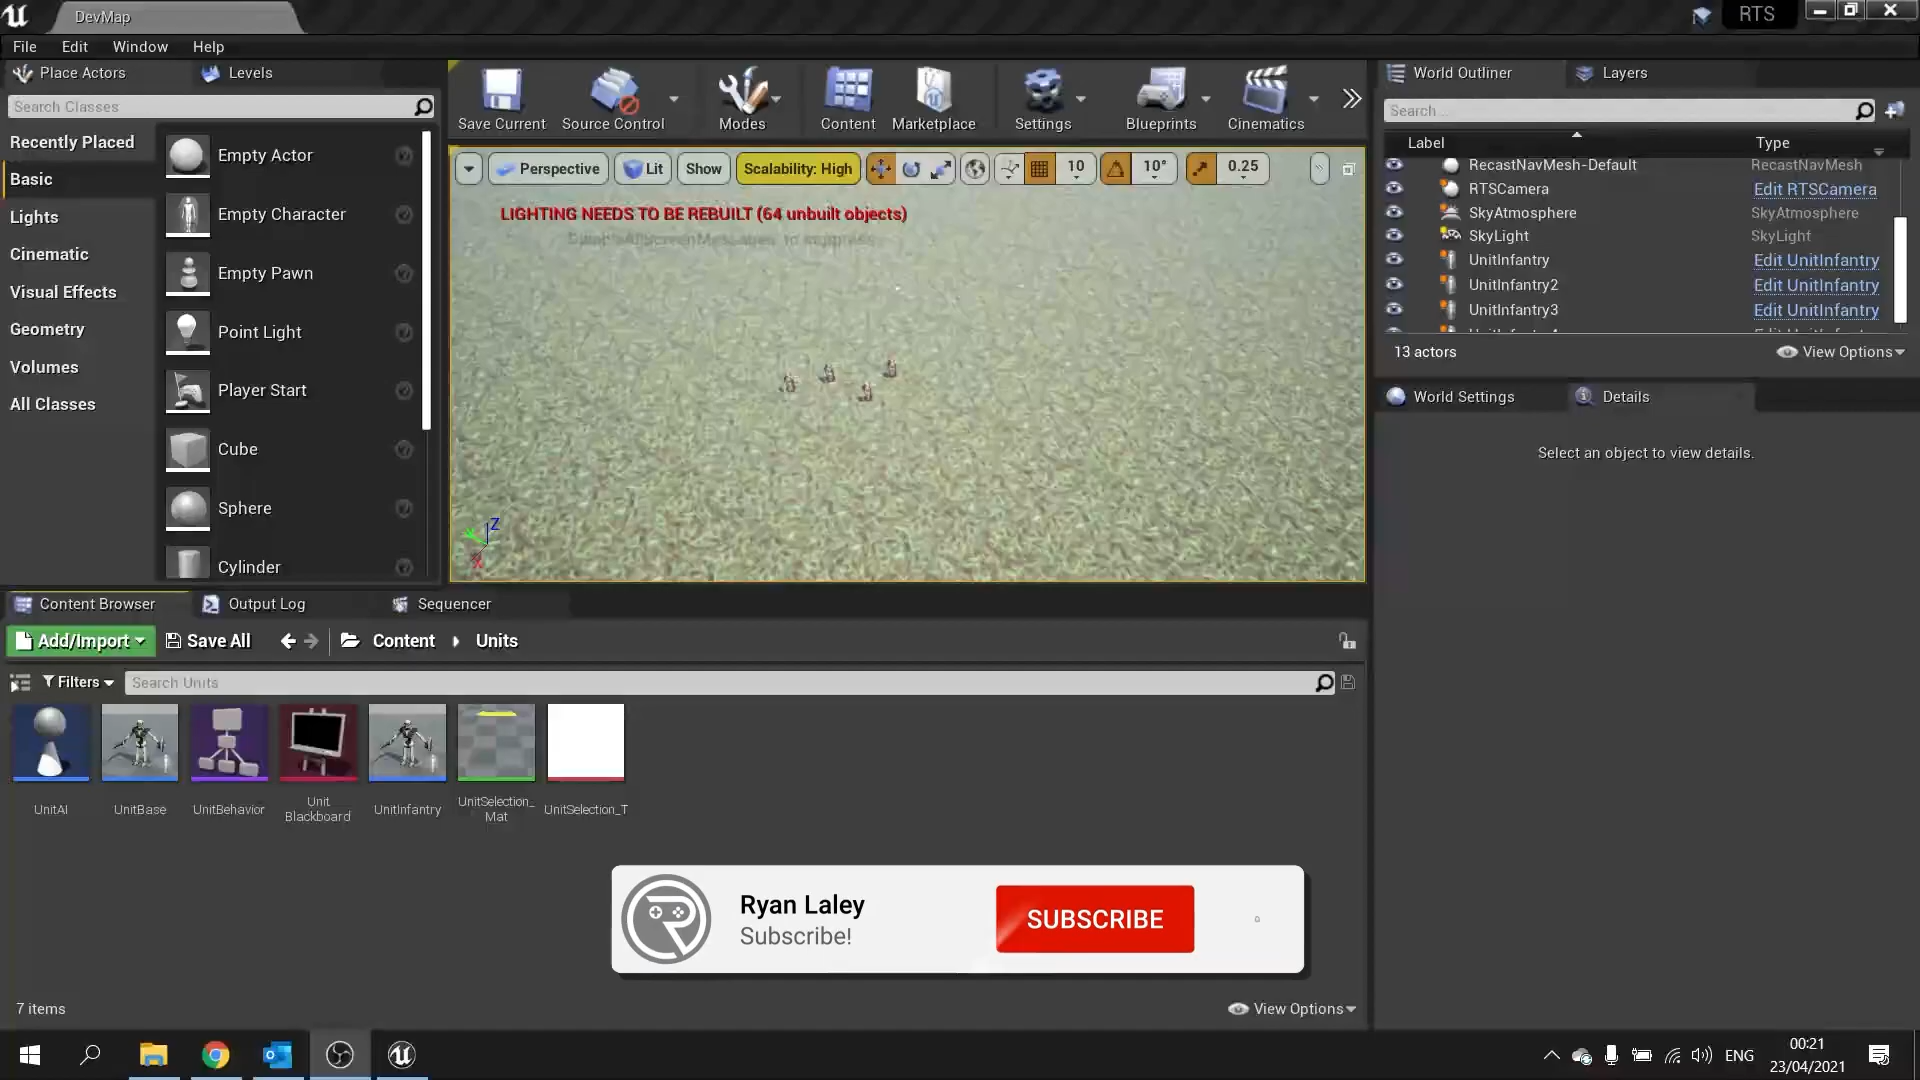 DevMap
RTS
File Edit Window Help
Place Actors
Levels
Search Classes
Recently Placed
Basic
Lights
Cinematic
Visual Effects
Geometry
Volumes
All Classes
Empty Actor
Empty Character
Empty Pawn
Point Light
Player Start
Cube
Sphere
Cylinder
Save Current
Source Control
Modes
Content
Marketplace
Settings
Blueprints
Cinematics
Perspective
Lit
Show
Scalability: High
10
10°
0.25
LIGHTING NEEDS TO BE REBUILT (64 unbuilt objects)
'DisableAllScreenMessages' to suppress
Z
X
World Outliner
Layers
Search...
Label Type
RecastNavMesh-Default RecastNavMesh
RTSCamera Edit RTSCamera
SkyAtmosphere SkyAtmosphere
SkyLight SkyLight
UnitInfantry Edit UnitInfantry
UnitInfantry2 Edit UnitInfantry
UnitInfantry3 Edit UnitInfantry
13 actors
View Options
World Settings
Details
Select an object to view details.
Content Browser
Output Log
Sequencer
Add/Import
Save All
Content
Units
Filters
Search Units
UnitAI
UnitBase
UnitBehavior
Unit
Blackboard
UnitInfantry
UnitSelection_
Mat
UnitSelection_T
Ryan Laley
Subscribe!
SUBSCRIBE
7 items
View Options
ENG
00:21
23/04/2021